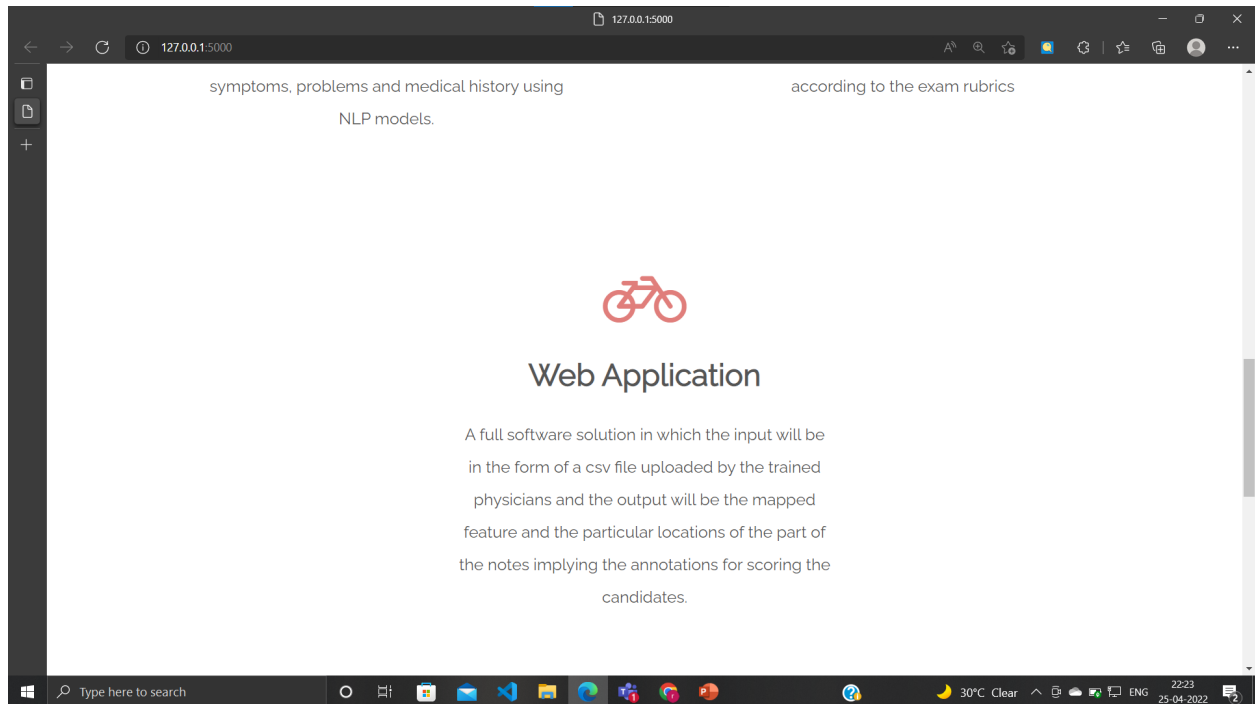 127.0.0.1:5000
127.0.0.1:5000
symptoms, problems and medical history using
NLP models.
according to the exam rubrics
Web Application
A full software solution in which the input will be
in the form of a csv file uploaded by the trained
physicians and the output will be the mapped
feature and the particular locations of the part of
the notes implying the annotations for scoring the
candidates.
Type here to search
30°C Clear
ENG
22:23
25-04-2022
2